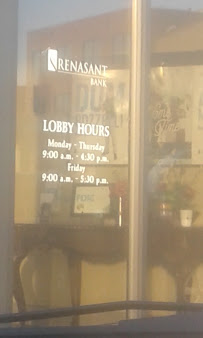 RENASANT
BANK
LOBBY HOURS
Monday - Thursday
9:00 a.m. - 4:30 p.m.
Friday
9:00 a.m. - 5:30 p.m.